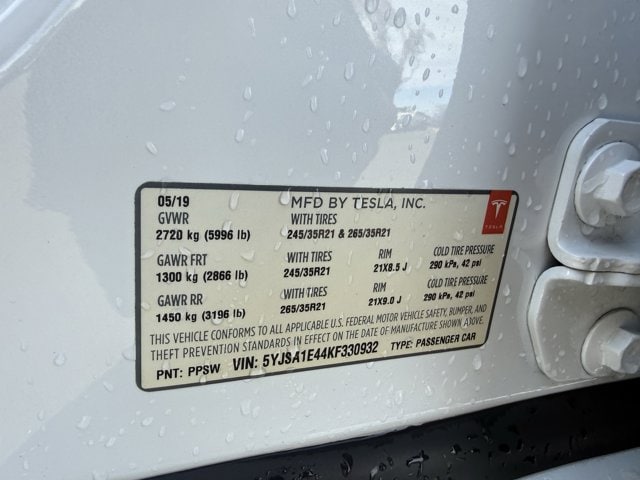 05/19 MFD BY TESLA, INC.
GVWR WITH TIRES
2720 kg (5996 lb) 245/35R21 & 265/35R21
TESLA
GAWR FRT WITH TIRES RIM COLD TIRE PRESSURE
1300 kg (2866 lb) 245/35R21 21X8.5 J 290 kPa, 42 psi
GAWR RR WITH TIRES RIM COLD TIRE PRESSURE
1450 kg (3196 lb) 265/35R21 21X9.0 J 290 kPa, 42 psi
THIS VEHICLE CONFORMS TO ALL APPLICABLE U.S. FEDERAL MOTOR VEHICLE SAFETY, BUMPER, AND
THEFT PREVENTION STANDARDS IN EFFECT ON THE DATE OF MANUFACTURE SHOWN ABOVE.
PNT: PPSW VIN: 5YJSA1E44KF330932 TYPE: PASSENGER CAR